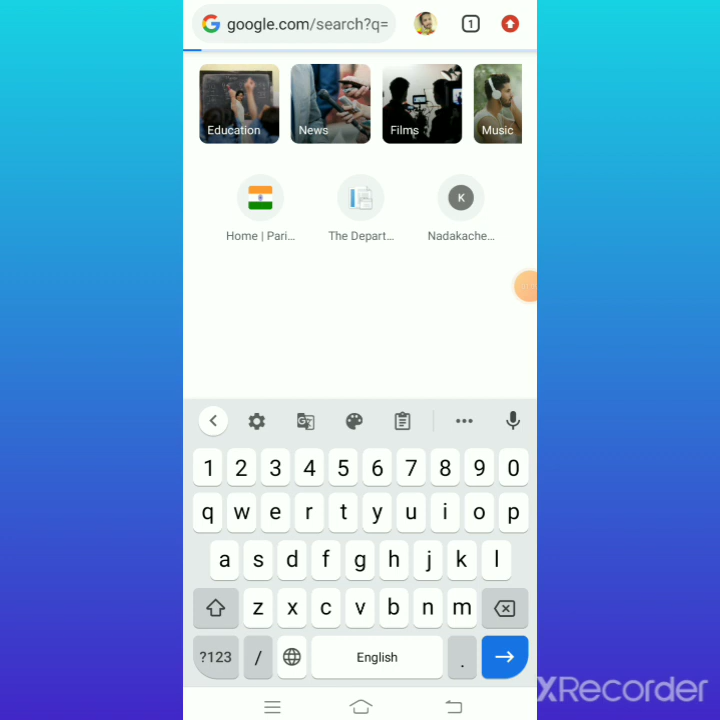 google.com/search?q=
1
Education
News
Films
Music
K
Home | Pari...
The Depart...
Nadakache...
1 2 3 4 5 6 7 8 9 0
q w e r t y u i o p
a s d f g h j k l
z x c v b n m
?123 / English .
XRecorder